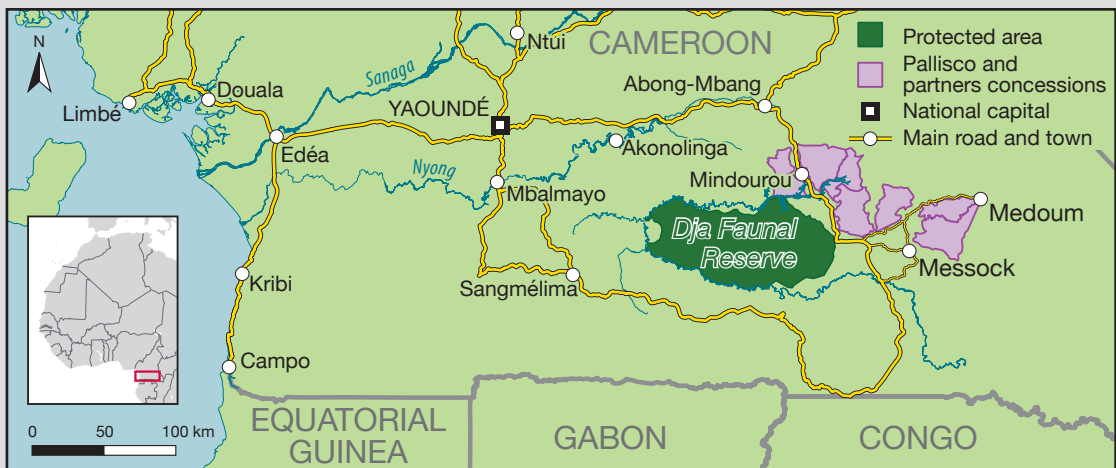 N
Ntui
CAMEROON
Protected area
Pallisco and
partners concessions
National capital
Main road and town
Sanaga
Limbé
Douala
YAOUNDÉ
Abong-Mbang
Edéa
Akonolinga
Nyong
Mbalmayo
Mindourou
Medoum
Dja Faunal
Reserve
Messock
Kribi
Sangmélima
Campo
EQUATORIAL
GUINEA
GABON
CONGO
0 50 100 km